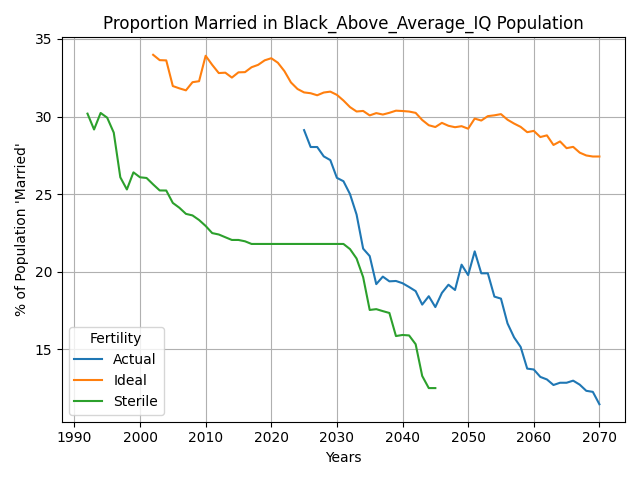 Proportion Married in Black_Above_Average_IQ Population
% of Population 'Married'
35
30
25
20
15
Fertility
Actual
Ideal
Sterile
1990 2000 2010 2020 2030 2040 2050 2060 2070
Years